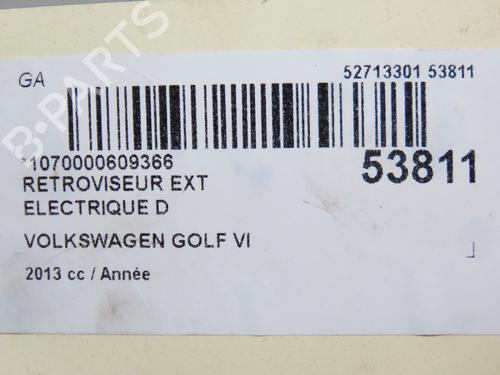 GA
52713301 53811
*1070000609366
53811
RETROVISEUR EXT
ELECTRIQUE D
VOLKSWAGEN GOLF VI
2013 cc / Année
B-PARTS